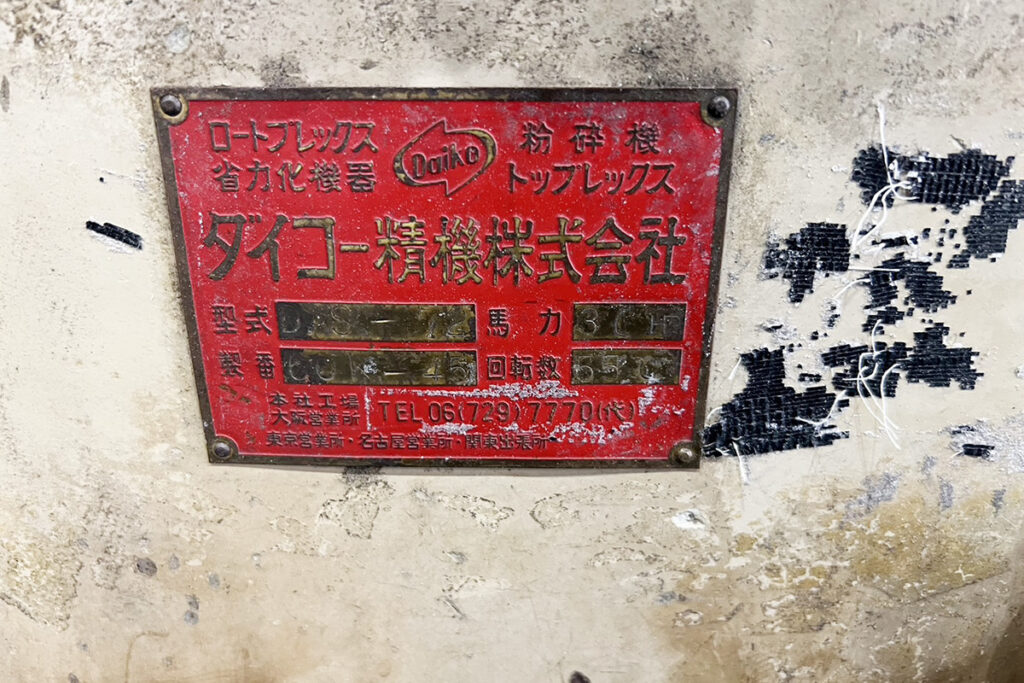 ロートプレックス
省力化機器
Daiko
粉砕機
トップレックス
ダイコー精機株式会社
型式
馬力
製番
回転数
本社工場
大阪営業所
TEL 06(729)7770(代)
東京営業所・名古屋営業所・関東出張所